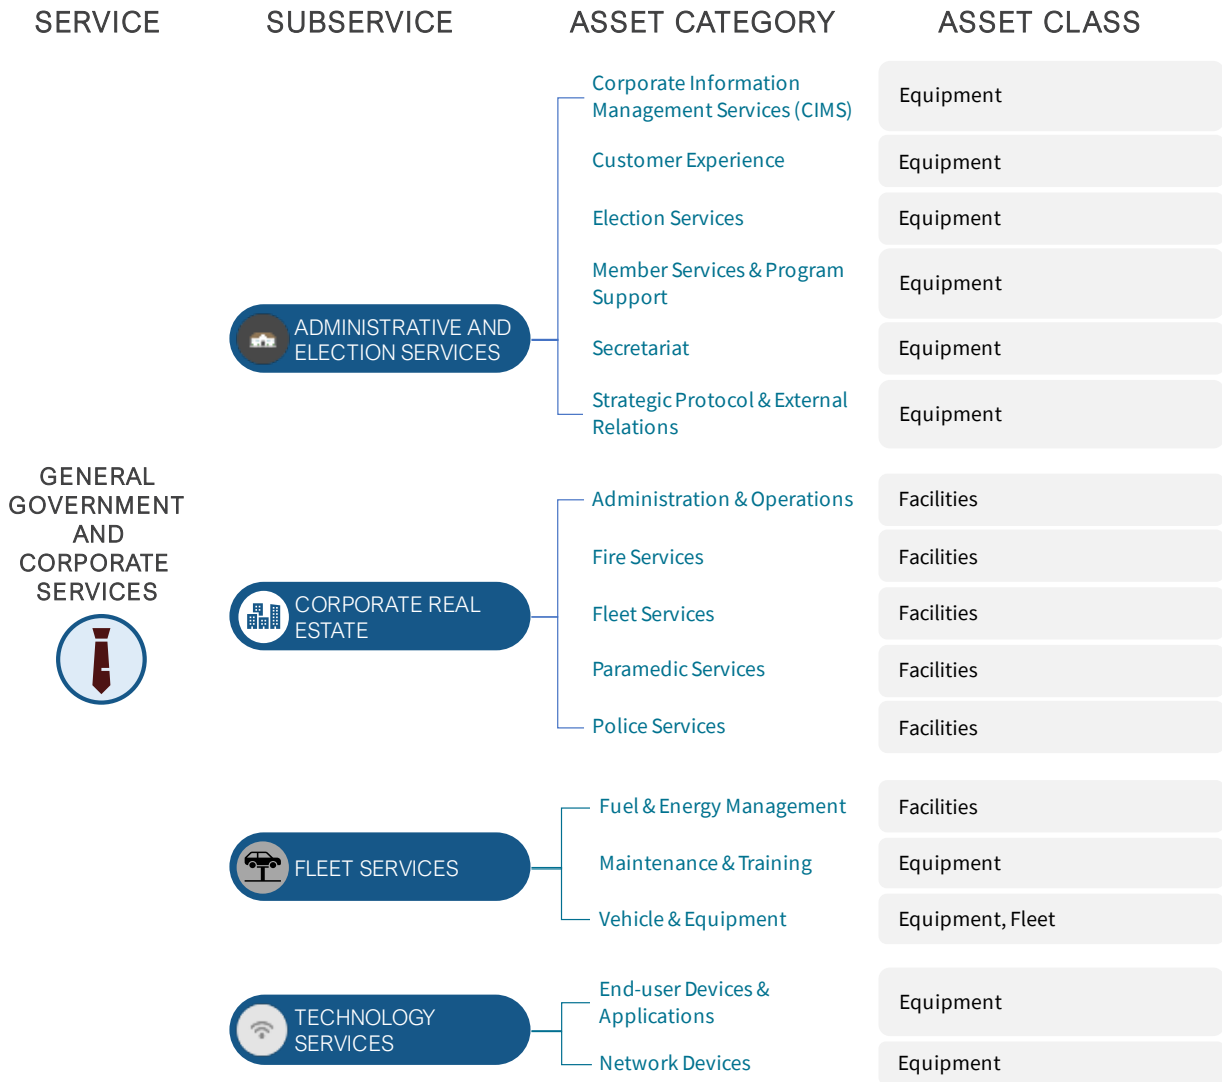 SERVICE
SUBSERVICE
ASSET CATEGORY
ASSET CLASS
GENERAL
GOVERNMENT
AND
CORPORATE
SERVICES
ADMINISTRATIVE AND
ELECTION SERVICES
Corporate Information
Management Services (CIMS)
Equipment
Customer Experience
Equipment
Election Services
Equipment
Member Services & Program
Support
Equipment
Secretariat
Equipment
Strategic Protocol & External
Relations
Equipment
CORPORATE REAL
ESTATE
Administration & Operations
Facilities
Fire Services
Facilities
Fleet Services
Facilities
Paramedic Services
Facilities
Police Services
Facilities
FLEET SERVICES
Fuel & Energy Management
Facilities
Maintenance & Training
Equipment
Vehicle & Equipment
Equipment, Fleet
TECHNOLOGY
SERVICES
End-user Devices &
Applications
Equipment
Network Devices
Equipment